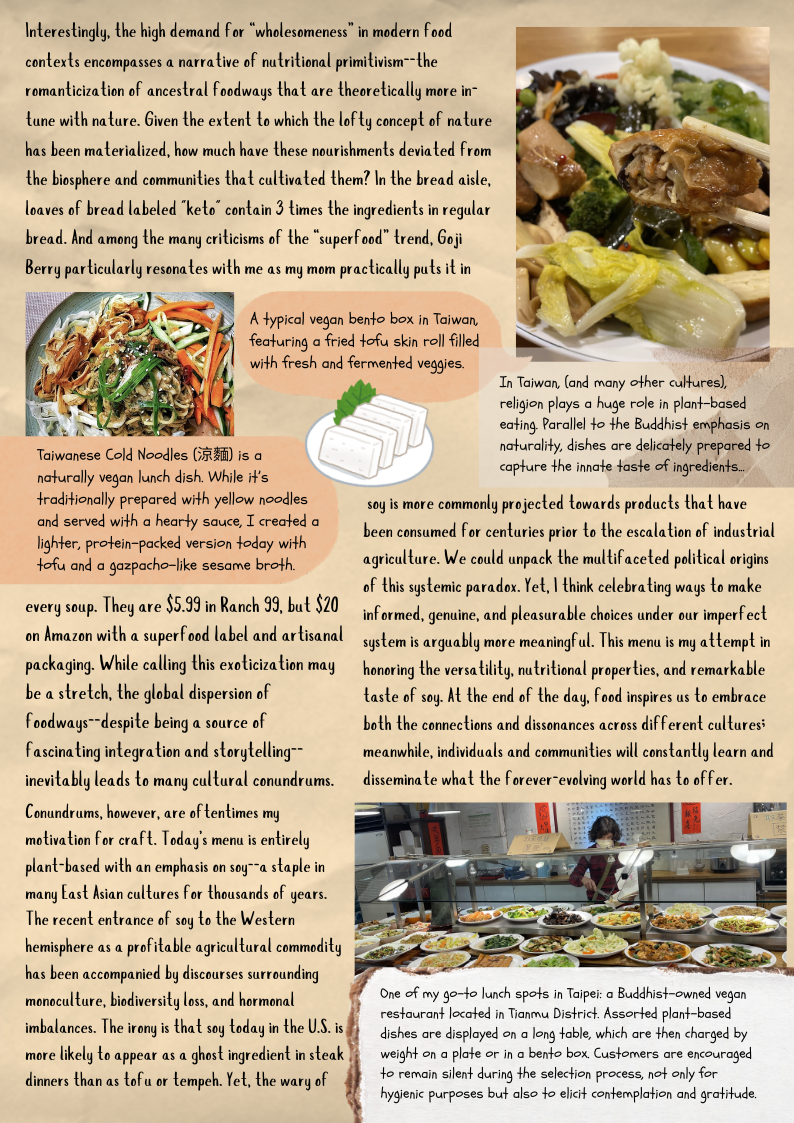 Interestingly, the high demand for “wholesomeness” in modern food
contexts encompasses a narrative of nutritional primitivism--the
romanticization of ancestral foodways that are theoretically more in-
tune with nature. Given the extent to which the lofty concept of nature
has been materialized, how much have these nourishments deviated from
the biosphere and communities that cultivated them? In the bread aisle,
loaves of bread labeled "keto" contain 3 times the ingredients in regular
bread. And among the many criticisms of the “superfood” trend, Goji
Berry particularly resonates with me as my mom practically puts it in
A typical vegan bento box in Taiwan,
featuring a fried tofu skin roll filled
with fresh and fermented veggies.
In Taiwan, (and many other cultures),
religion plays a huge role in plant-based
eating. Parallel to the Buddhist emphasis on
naturality, dishes are delicately prepared to
capture the innate taste of ingredients...
Taiwanese Cold Noodles (涼麵) is a
naturally vegan lunch dish. While it's
traditionally prepared with yellow noodles
and served with a hearty sauce, I created a
lighter, protein-packed version today with
tofu and a gazpacho-like sesame broth.
every soup. They are $5.99 in Ranch 99, but $20
on Amazon with a superfood label and artisanal
packaging. While calling this exoticization may
be a stretch, the global dispersion of
foodways--despite being a source of
fascinating integration and storytelling--
inevitably leads to many cultural conundrums.
Conundrums, however, are oftentimes my
motivation for craft. Today's menu is entirely
plant-based with an emphasis on soy--a staple in
many East Asian cultures for thousands of years.
The recent entrance of soy to the Western
hemisphere as a profitable agricultural commodity
has been accompanied by discourses surrounding
monoculture, biodiversity loss, and hormonal
imbalances. The irony is that soy today in the U.S. is
more likely to appear as a ghost ingredient in steak
dinners than as tofu or tempeh. Yet, the wary of
soy is more commonly projected towards products that have
been consumed for centuries prior to the escalation of industrial
agriculture. We could unpack the multifaceted political origins
of this systemic paradox. Yet, I think celebrating ways to make
informed, genuine, and pleasurable choices under our imperfect
system is arguably more meaningful. This menu is my attempt in
honoring the versatility, nutritional properties, and remarkable
taste of soy. At the end of the day, food inspires us to embrace
both the connections and dissonances across different cultures;
meanwhile, individuals and communities will constantly learn and
disseminate what the forever-evolving world has to offer.
One of my go-to lunch spots in Taipei: a Buddhist-owned vegan
restaurant located in Tianmu District. Assorted plant-based
dishes are displayed on a long table, which are then charged by
weight on a plate or in a bento box. Customers are encouraged
to remain silent during the selection process, not only for
hygienic purposes but also to elicit contemplation and gratitude.